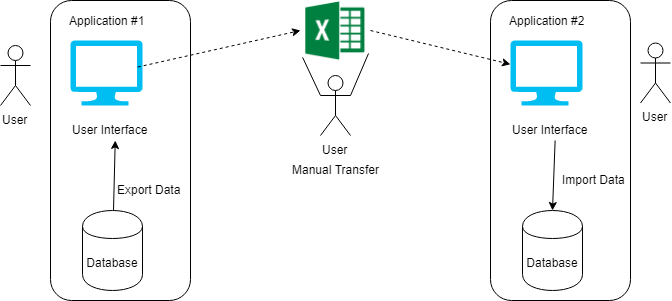 Application #1
User
User Interface
Export Data
Database
X
User
Manual Transfer
Application #2
User
User Interface
Import Data
Database